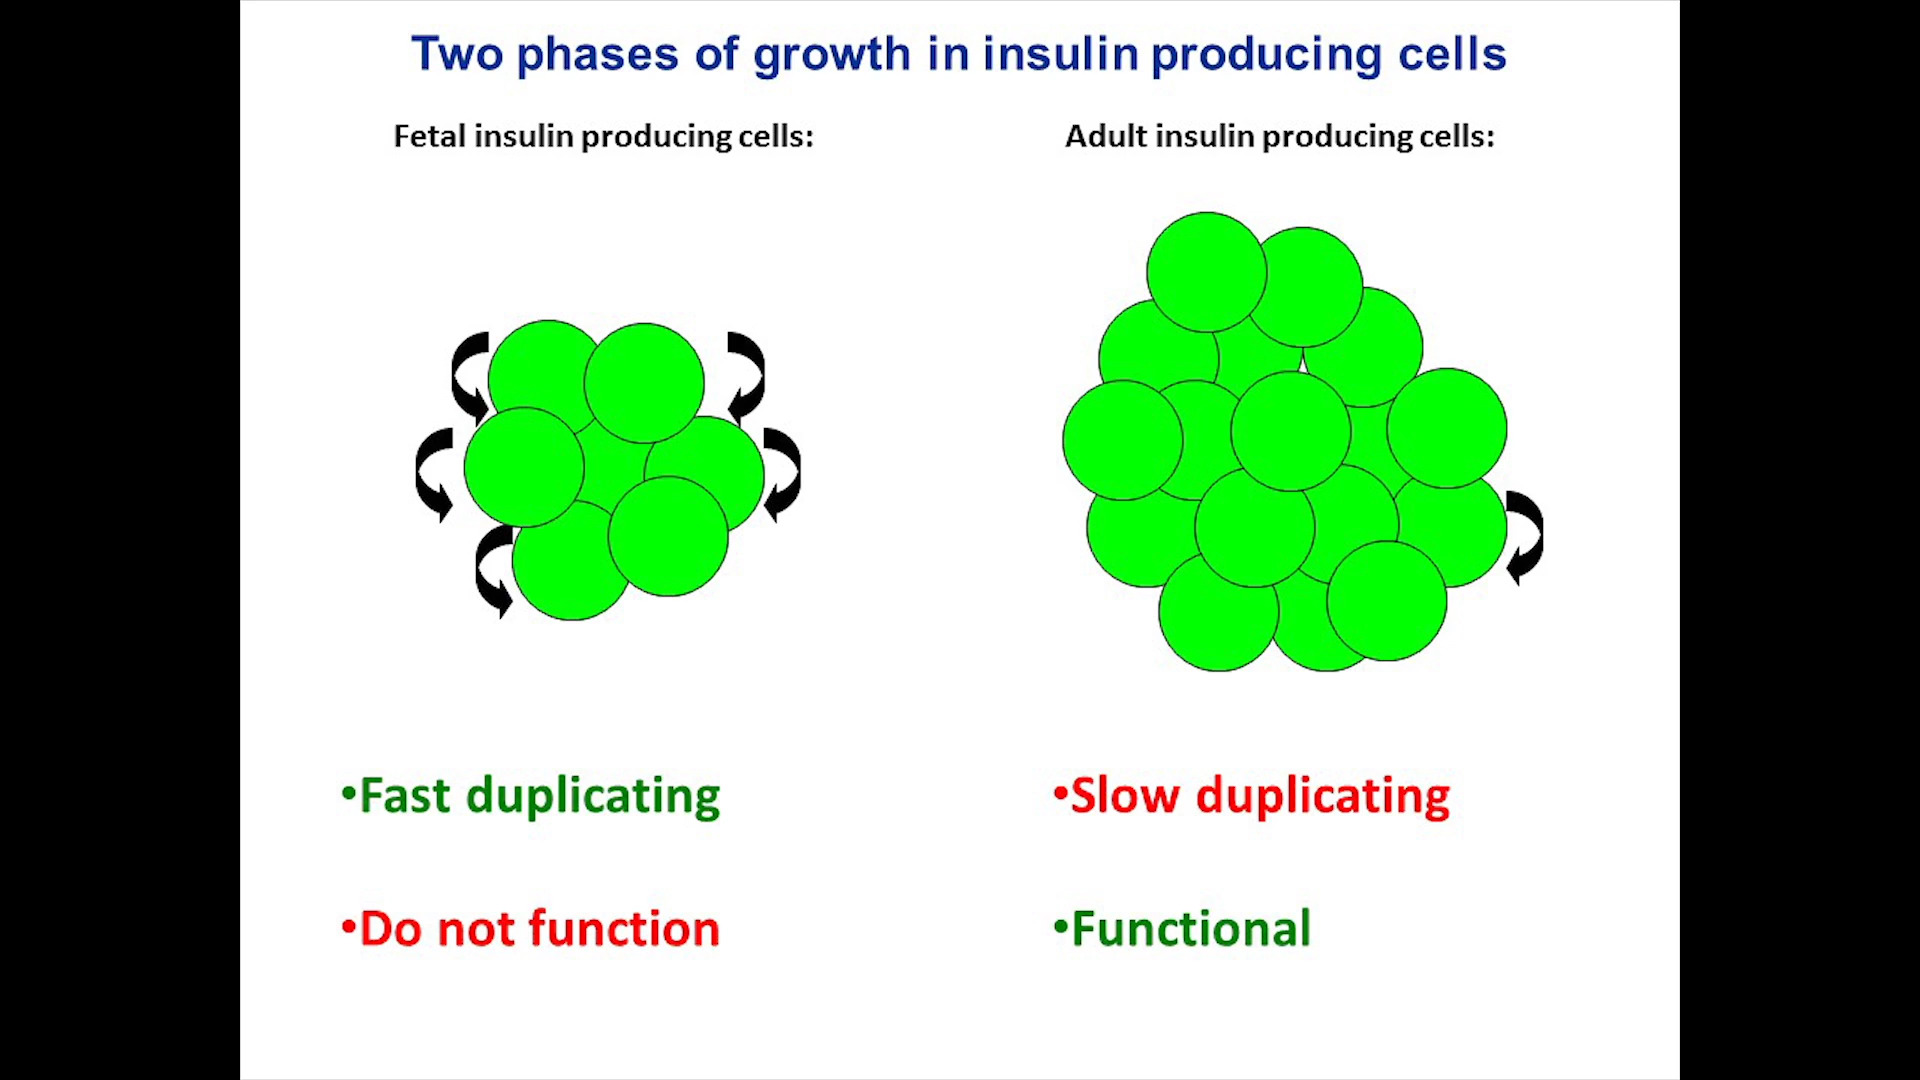 Two phases of growth in insulin producing cells
Fetal insulin producing cells:
Adult insulin producing cells:
•Fast duplicating
•Do not function
•Slow duplicating
•Functional